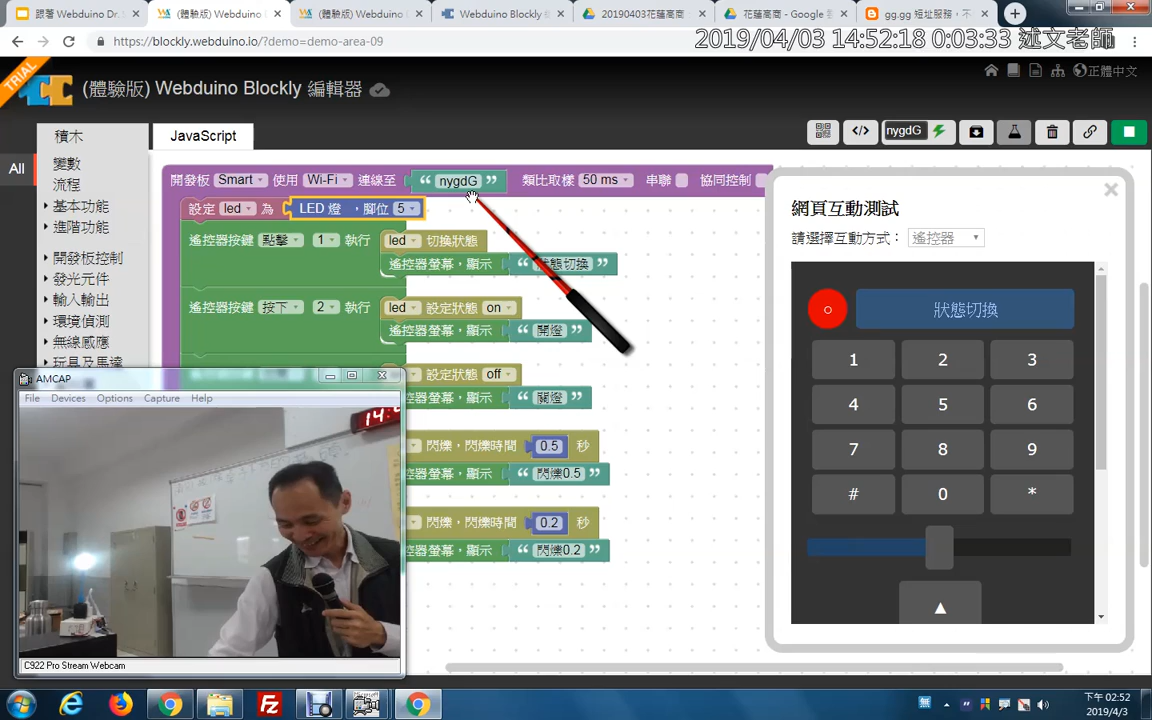 跟著 Webduino Dr.
(體驗版) Webduino
(體驗版) Webduino
Webduino Blockly
20190403花蓮高商
花蓮高商 - Google
gg.gg 短址服務，不
https://blockly.webduino.io/?demo=demo-area-09
2019/04/03 14:52:18 0:03:33 述文老師
TRIAL
(體驗版) Webduino Blockly 編輯器
正體中文
積木
JavaScript
nygdG
All
變數
流程
基本功能
進階功能
開發板控制
發光元件
輸入輸出
環境偵測
無線感應
玩具及馬達
開發板 Smart 使用 Wi-Fi 連線至 “ nygdG ” 類比取樣 50 ms 串聯 協同控制
設定 led 為 LED 燈 ，腳位 5
遙控器按鍵 點擊 1 執行 led 切換狀態
遙控器螢幕，顯示 “ 狀態切換 ”
遙控器按鍵 按下 2 執行 led 設定狀態 on
遙控器螢幕，顯示 “ 開燈 ”
設定狀態 off
控器螢幕，顯示 “ 關燈 ”
閃爍，閃爍時間 0.5 秒
控器螢幕，顯示 “ 閃爍0.5 ”
閃爍，閃爍時間 0.2 秒
控器螢幕，顯示 “ 閃爍0.2 ”
網頁互動測試
請選擇互動方式： 遙控器
狀態切換
1 2 3
4 5 6
7 8 9
# 0 *
▲
AMCAP
File Devices Options Capture Help
14:
C922 Pro Stream Webcam
下午 02:52
2019/4/3